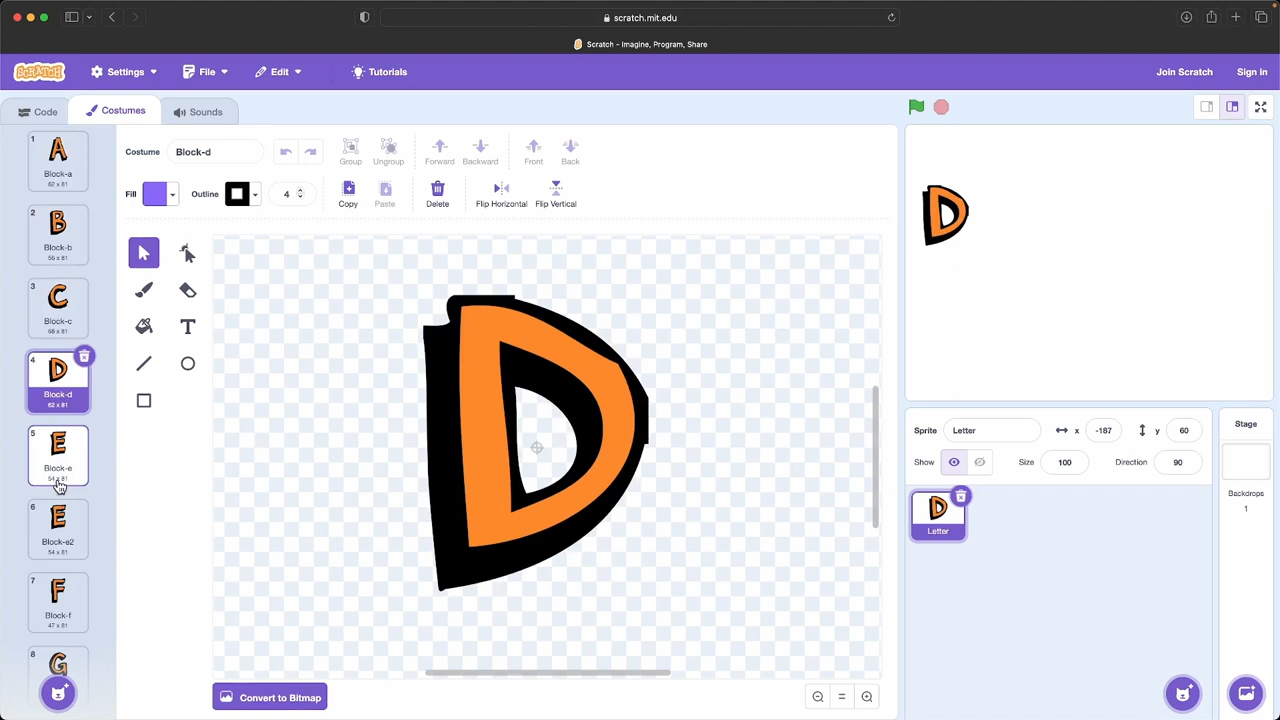 scratch.mit.edu
Scratch - Imagine, Program, Share
SCRATCH Settings File Edit Tutorials Join Scratch Sign in
Code Costumes Sounds
Costume Block-d Group Ungroup Forward Backward Front Back
Fill Outline 4 Copy Paste Delete Flip Horizontal Flip Vertical
1
A
Block-a
62 x 81
2
B
Block-b
56 x 81
3
C
Block-c
68 x 81
4
D
Block-d
62 x 81
5
E
Block-e
54 x 81
6
E
Block-e2
54 x 81
7
F
Block-f
47 x 81
8
G
T
D
Convert to Bitmap
D
Sprite Letter x -187 y 60
Show Size 100 Direction 90
D
Letter
Stage
Backdrops
1